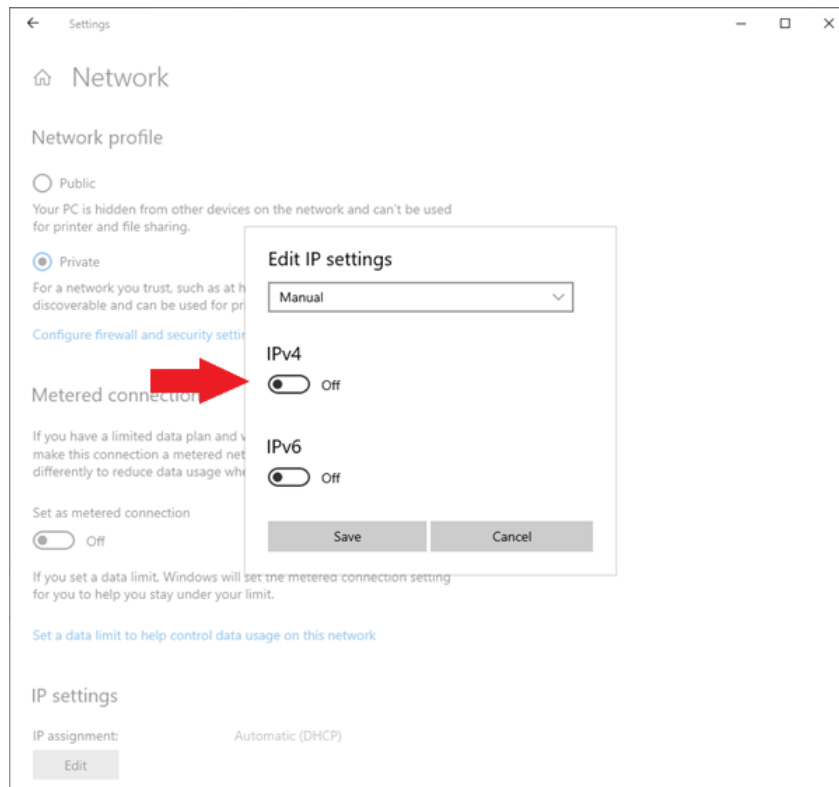 Settings
Network
Network profile
Public
Your PC is hidden from other devices on the network and can't be used
for printer and file sharing.
Private
For a network you trust, such as at h
discoverable and can be used for pr
Configure firewall and security settin
Metered connection
If you have a limited data plan and w
make this connection a metered net
differently to reduce data usage whe
Set as metered connection
Off
If you set a data limit, Windows will set the metered connection setting
for you to help you stay under your limit.
Set a data limit to help control data usage on this network
IP settings
IP assignment:
Automatic (DHCP)
Edit
Edit IP settings
Manual
IPv4
Off
IPv6
Off
Save
Cancel